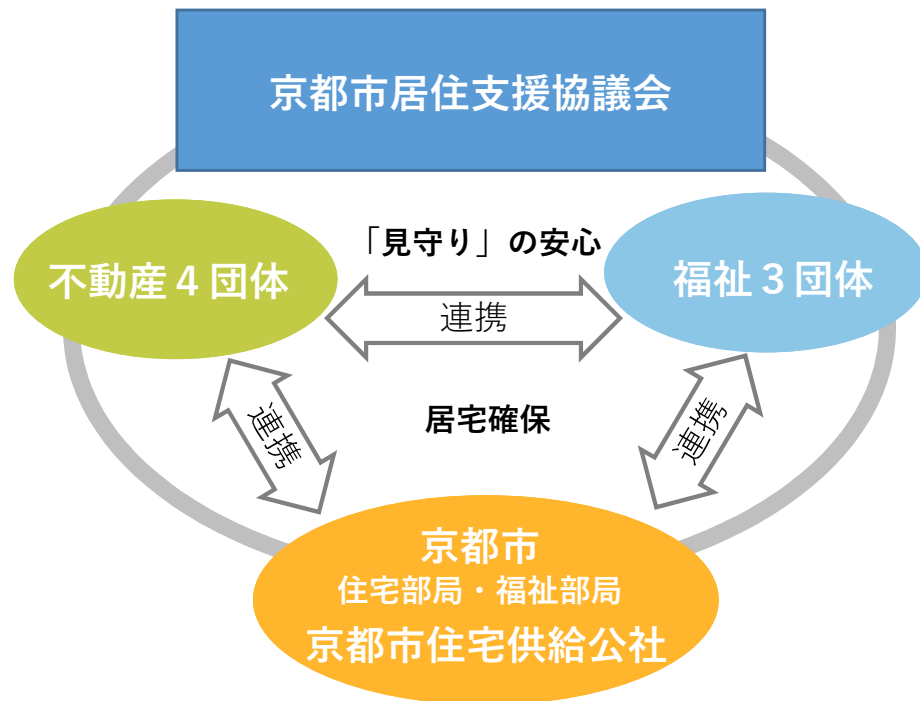 京都市居住支援協議会
「見守り」の安心
不動産４団体
福祉３団体
連携
居宅確保
連携
連携
京都市
住宅部局・福祉部局
京都市住宅供給公社